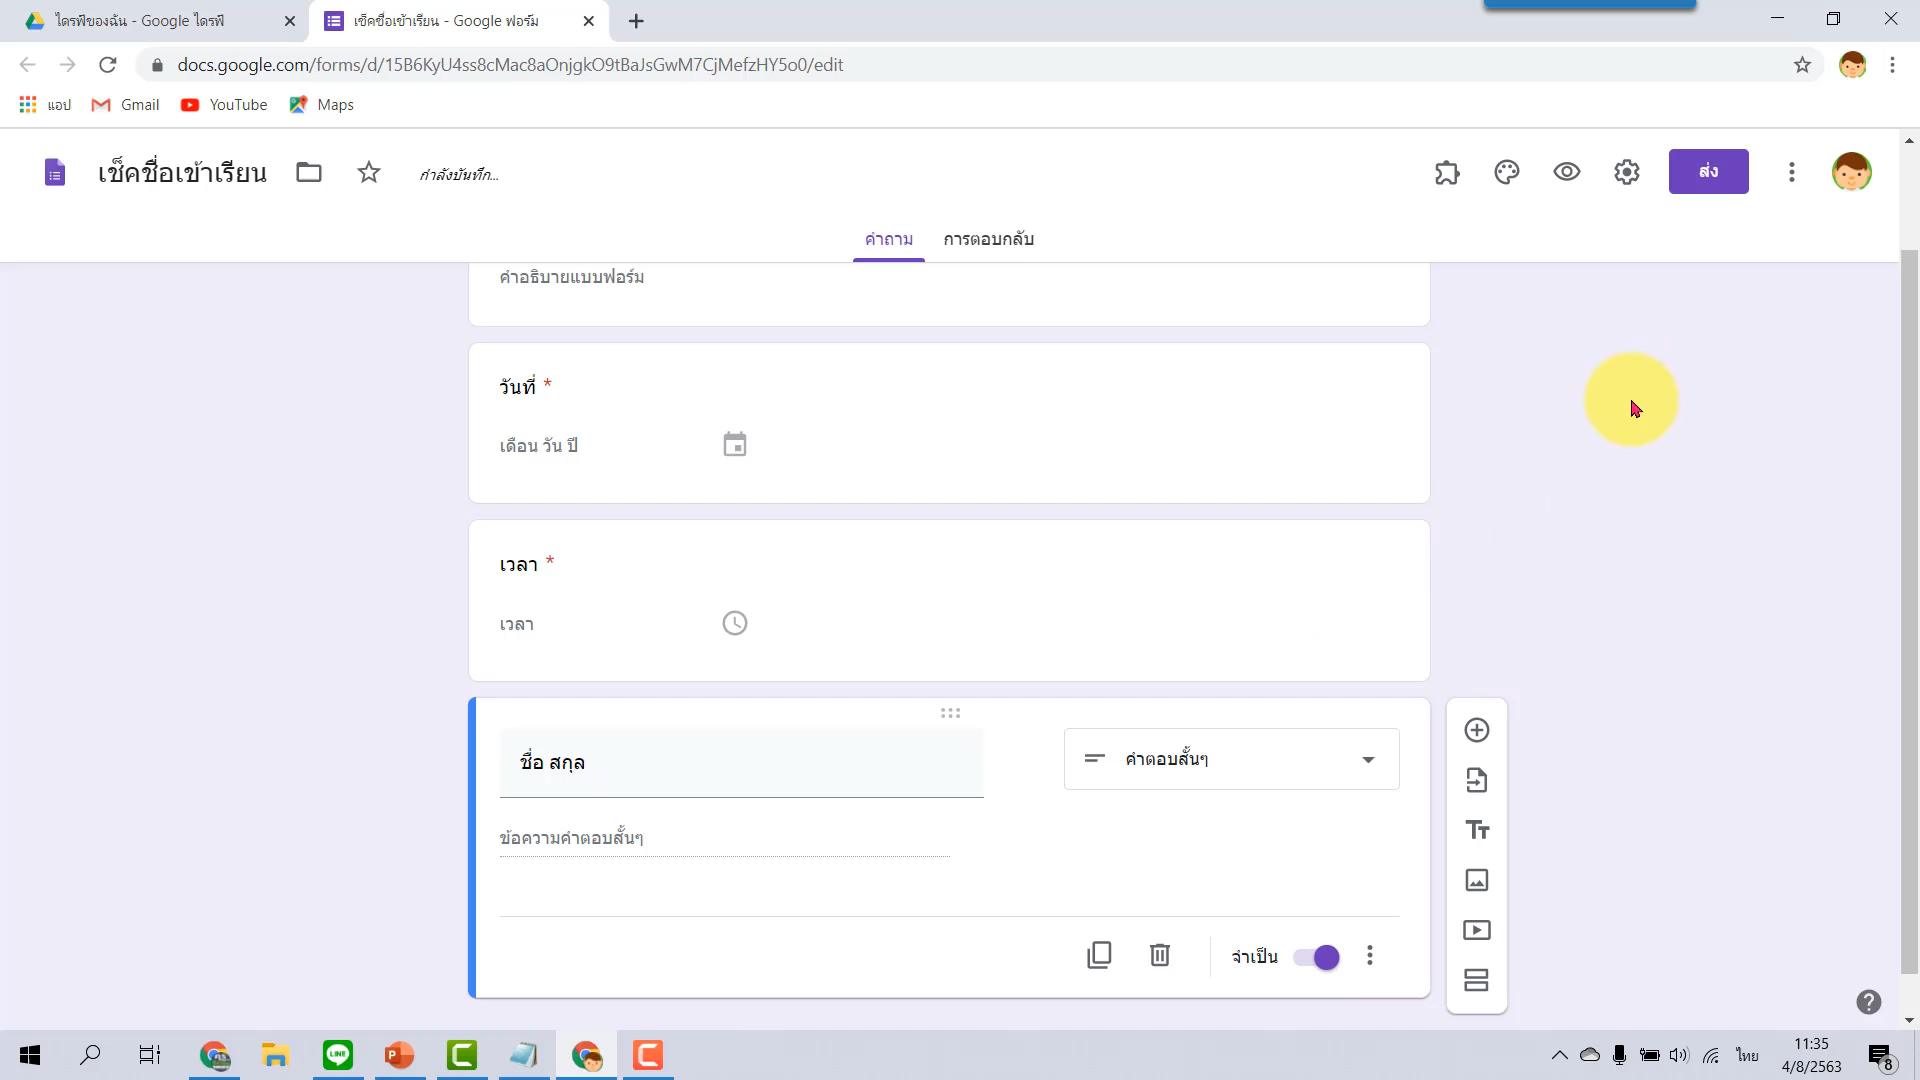 ไดรฟ์ของฉัน - Google ไดรฟ์
เช็คชื่อเข้าเรียน - Google ฟอร์ม
docs.google.com/forms/d/15B6KyU4ss8cMac8aOnjgkO9tBaJsGwM7CjMefzHY5o0/edit
แอป
Gmail
YouTube
Maps
เช็คชื่อเข้าเรียน
กำลังบันทึก...
ส่ง
คำถาม
การตอบกลับ
คำอธิบายแบบฟอร์ม
วันที่ *
เดือน วัน ปี
เวลา *
เวลา
ชื่อ สกุล
คำตอบสั้นๆ
ข้อความคำตอบสั้นๆ
จำเป็น
LINE
ไทย
11:35
4/8/2563
8